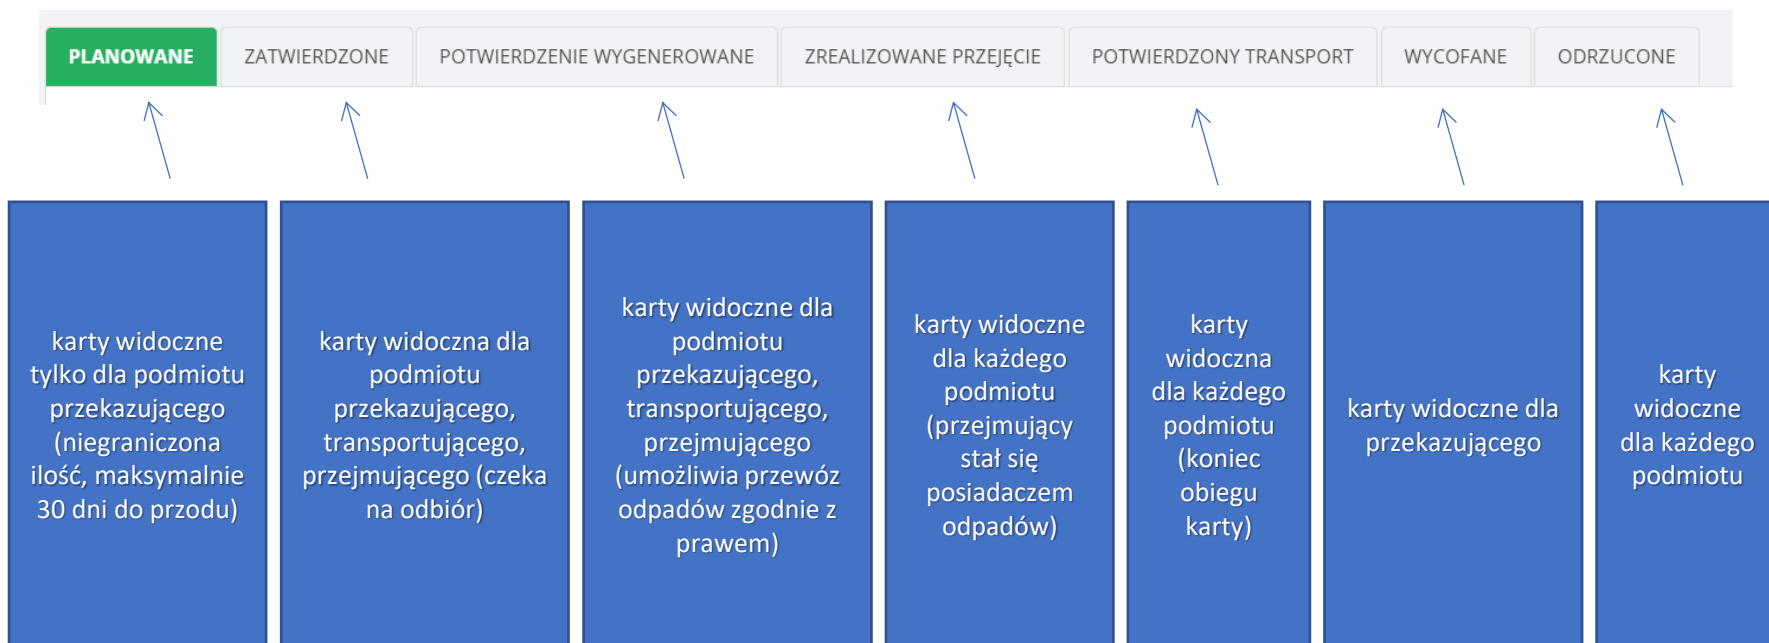 PLANOWANE
ZATWIERDZONE
POTWIERDZENIE WYGENEROWANE
ZREALIZOWANE PRZEJĘCIE
POTWIERDZONY TRANSPORT
WYCOFANE
ODRZUCONE
karty widoczne
tylko dla podmiotu
przekazującego
(niegraniczona
ilość, maksymalnie
30 dni do przodu)
karty widoczna dla
podmiotu
przekazującego,
transportującego,
przejmującego (czeka
na odbiór)
karty widoczne dla
podmiotu
przekazującego,
transportującego,
przejmującego
(umożliwia przewóz
odpadów zgodnie z
prawem)
karty widoczne
dla każdego
podmiotu
(przejmujący
stał się
posiadaczem
odpadów)
karty
widoczna
dla każdego
podmiotu
(koniec
obiegu
karty)
karty widoczne dla
przekazującego
karty
widoczne
dla każdego
podmiotu